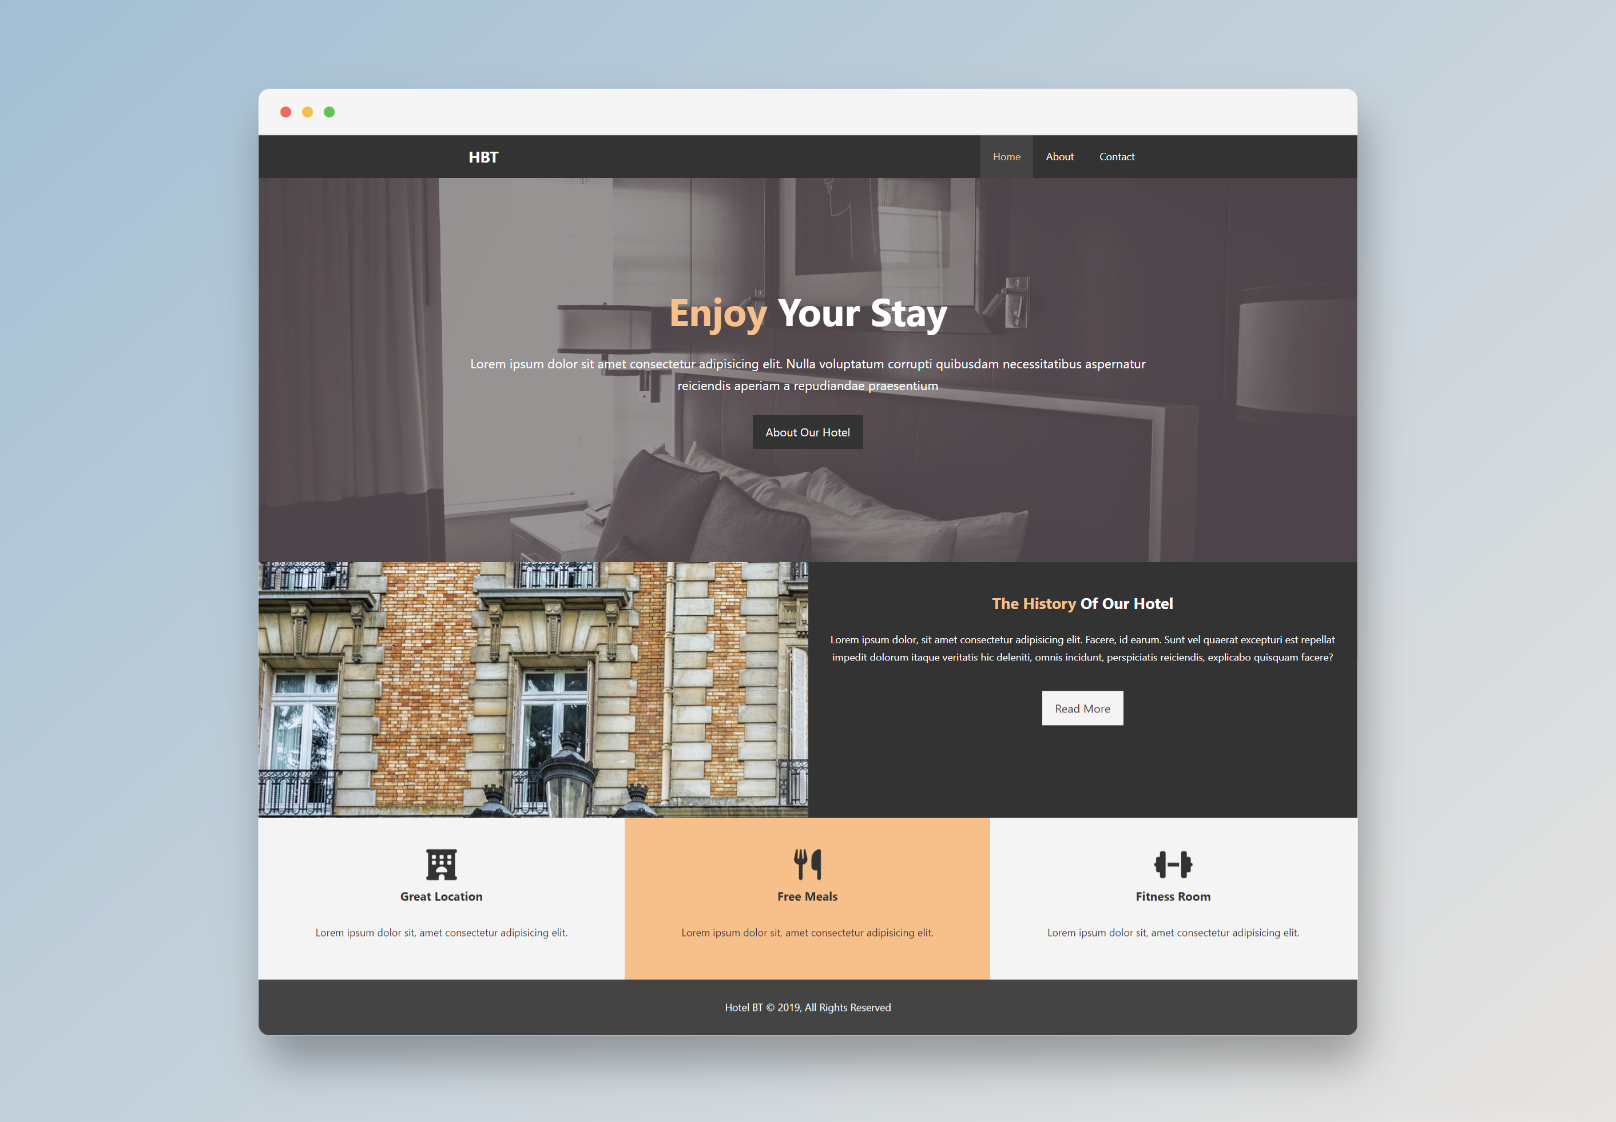 HBT
Home About Contact
Enjoy Your Stay
Lorem ipsum dolor sit amet consectetur adipisicing elit. Nulla voluptatum corrupti quibusdam necessitatibus aspernatur
reiciendis aperiam a repudiandae praesentium
About Our Hotel
The History Of Our Hotel
Lorem ipsum dolor, sit amet consectetur adipisicing elit. Facere, id earum. Sunt vel quaerat excepturi est repellat
impedit dolorum itaque veritatis hic deleniti, omnis incidunt, perspiciatis reiciendis, explicabo quisquam facere?
Read More
Great Location
Lorem ipsum dolor sit, amet consectetur adipisicing elit.
Free Meals
Lorem ipsum dolor sit, amet consectetur adipisicing elit.
Fitness Room
Lorem ipsum dolor sit, amet consectetur adipisicing elit.
Hotel BT © 2019, All Rights Reserved